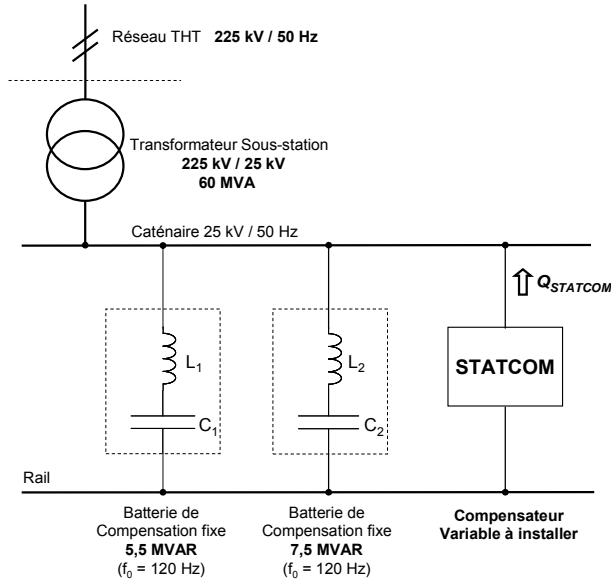 Réseau THT 225 kV / 50 Hz
Transformateur Sous-station
225 kV / 25 kV
60 MVA
Caténaire 25 kV / 50 Hz
Q_STATCOM
L1
L2
STATCOM
C1
C2
Rail
Batterie de
Compensation fixe
5,5 MVAR
(f0 = 120 Hz)
Batterie de
Compensation fixe
7,5 MVAR
(f0 = 120 Hz)
Compensateur
Variable à installer